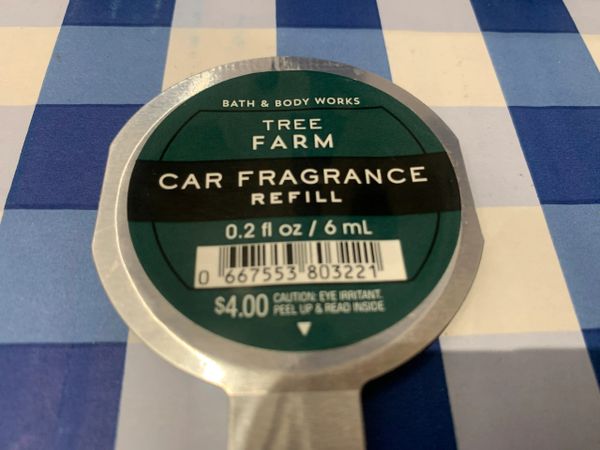 BATH & BODY WORKS
TREE
FARM
CAR FRAGRANCE
REFILL
0.2 fl oz / 6 mL
0 667553 803221
$4.00 CAUTION: EYE IRRITANT.
PEEL UP & READ INSIDE